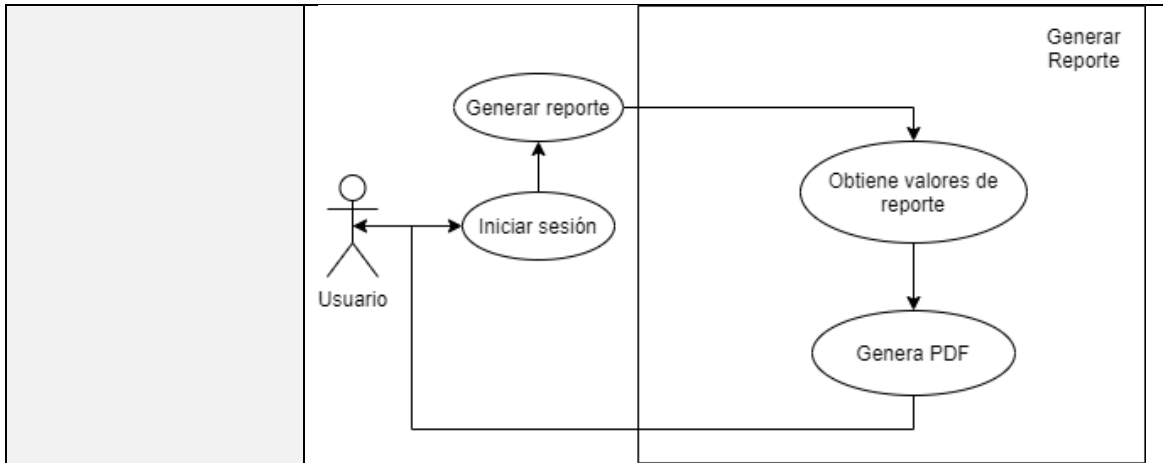 Generar
Reporte
Generar reporte
Obtiene valores de
reporte
Iniciar sesión
Usuario
Genera PDF